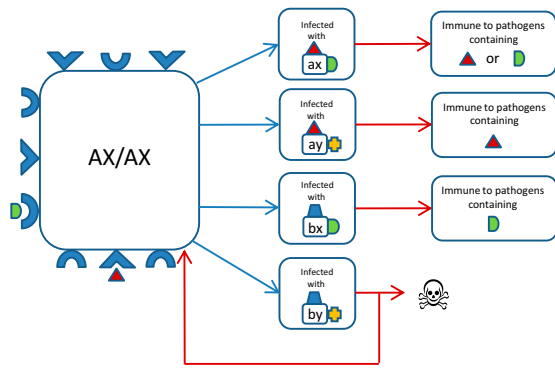 AX/AX
Infected
with
ax
Immune to pathogens
containing
or
Infected
with
ay
Immune to pathogens
containing
Infected
with
bx
Immune to pathogens
containing
Infected
with
by